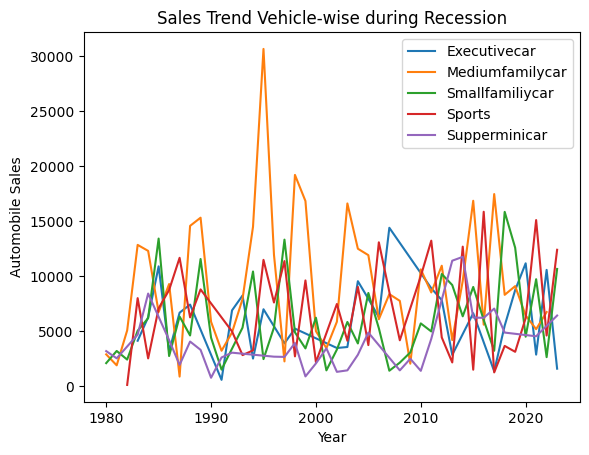 Sales Trend Vehicle-wise during Recession
Executivecar
Mediumfamilycar
Smallfamiliycar
Sports
Supperminicar
Automobile Sales
30000
25000
20000
15000
10000
5000
0
1980
1990
2000
2010
2020
Year